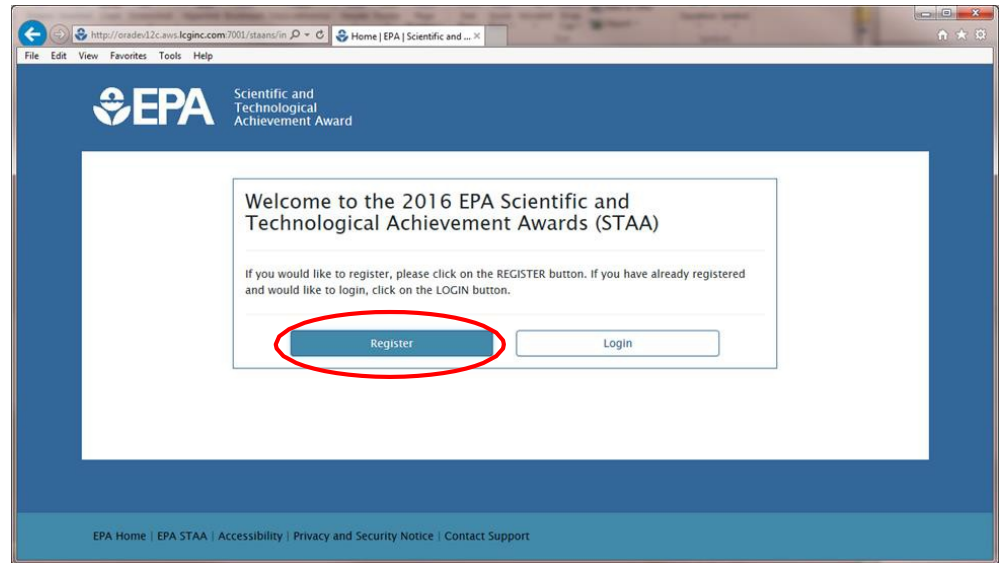 http://oradev12c.aws.lcginc.com:7001/staans/in
Home | EPA | Scientific and ...
File Edit View Favorites Tools Help
EPA
Scientific and
Technological
Achievement Award
Welcome to the 2016 EPA Scientific and
Technological Achievement Awards (STAA)
If you would like to register, please click on the REGISTER button. If you have already registered
and would like to login, click on the LOGIN button.
Register
Login
EPA Home | EPA STAA | Accessibility | Privacy and Security Notice | Contact Support